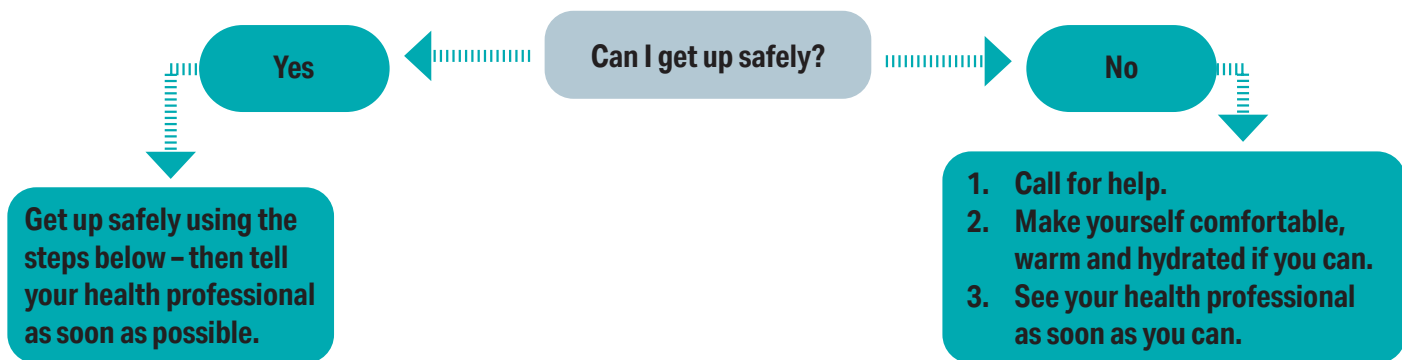 Can I get up safely?
Yes
No
Get up safely using the
steps below – then tell
your health professional
as soon as possible.
1. Call for help.
2. Make yourself comfortable,
warm and hydrated if you can.
3. See your health professional
as soon as you can.